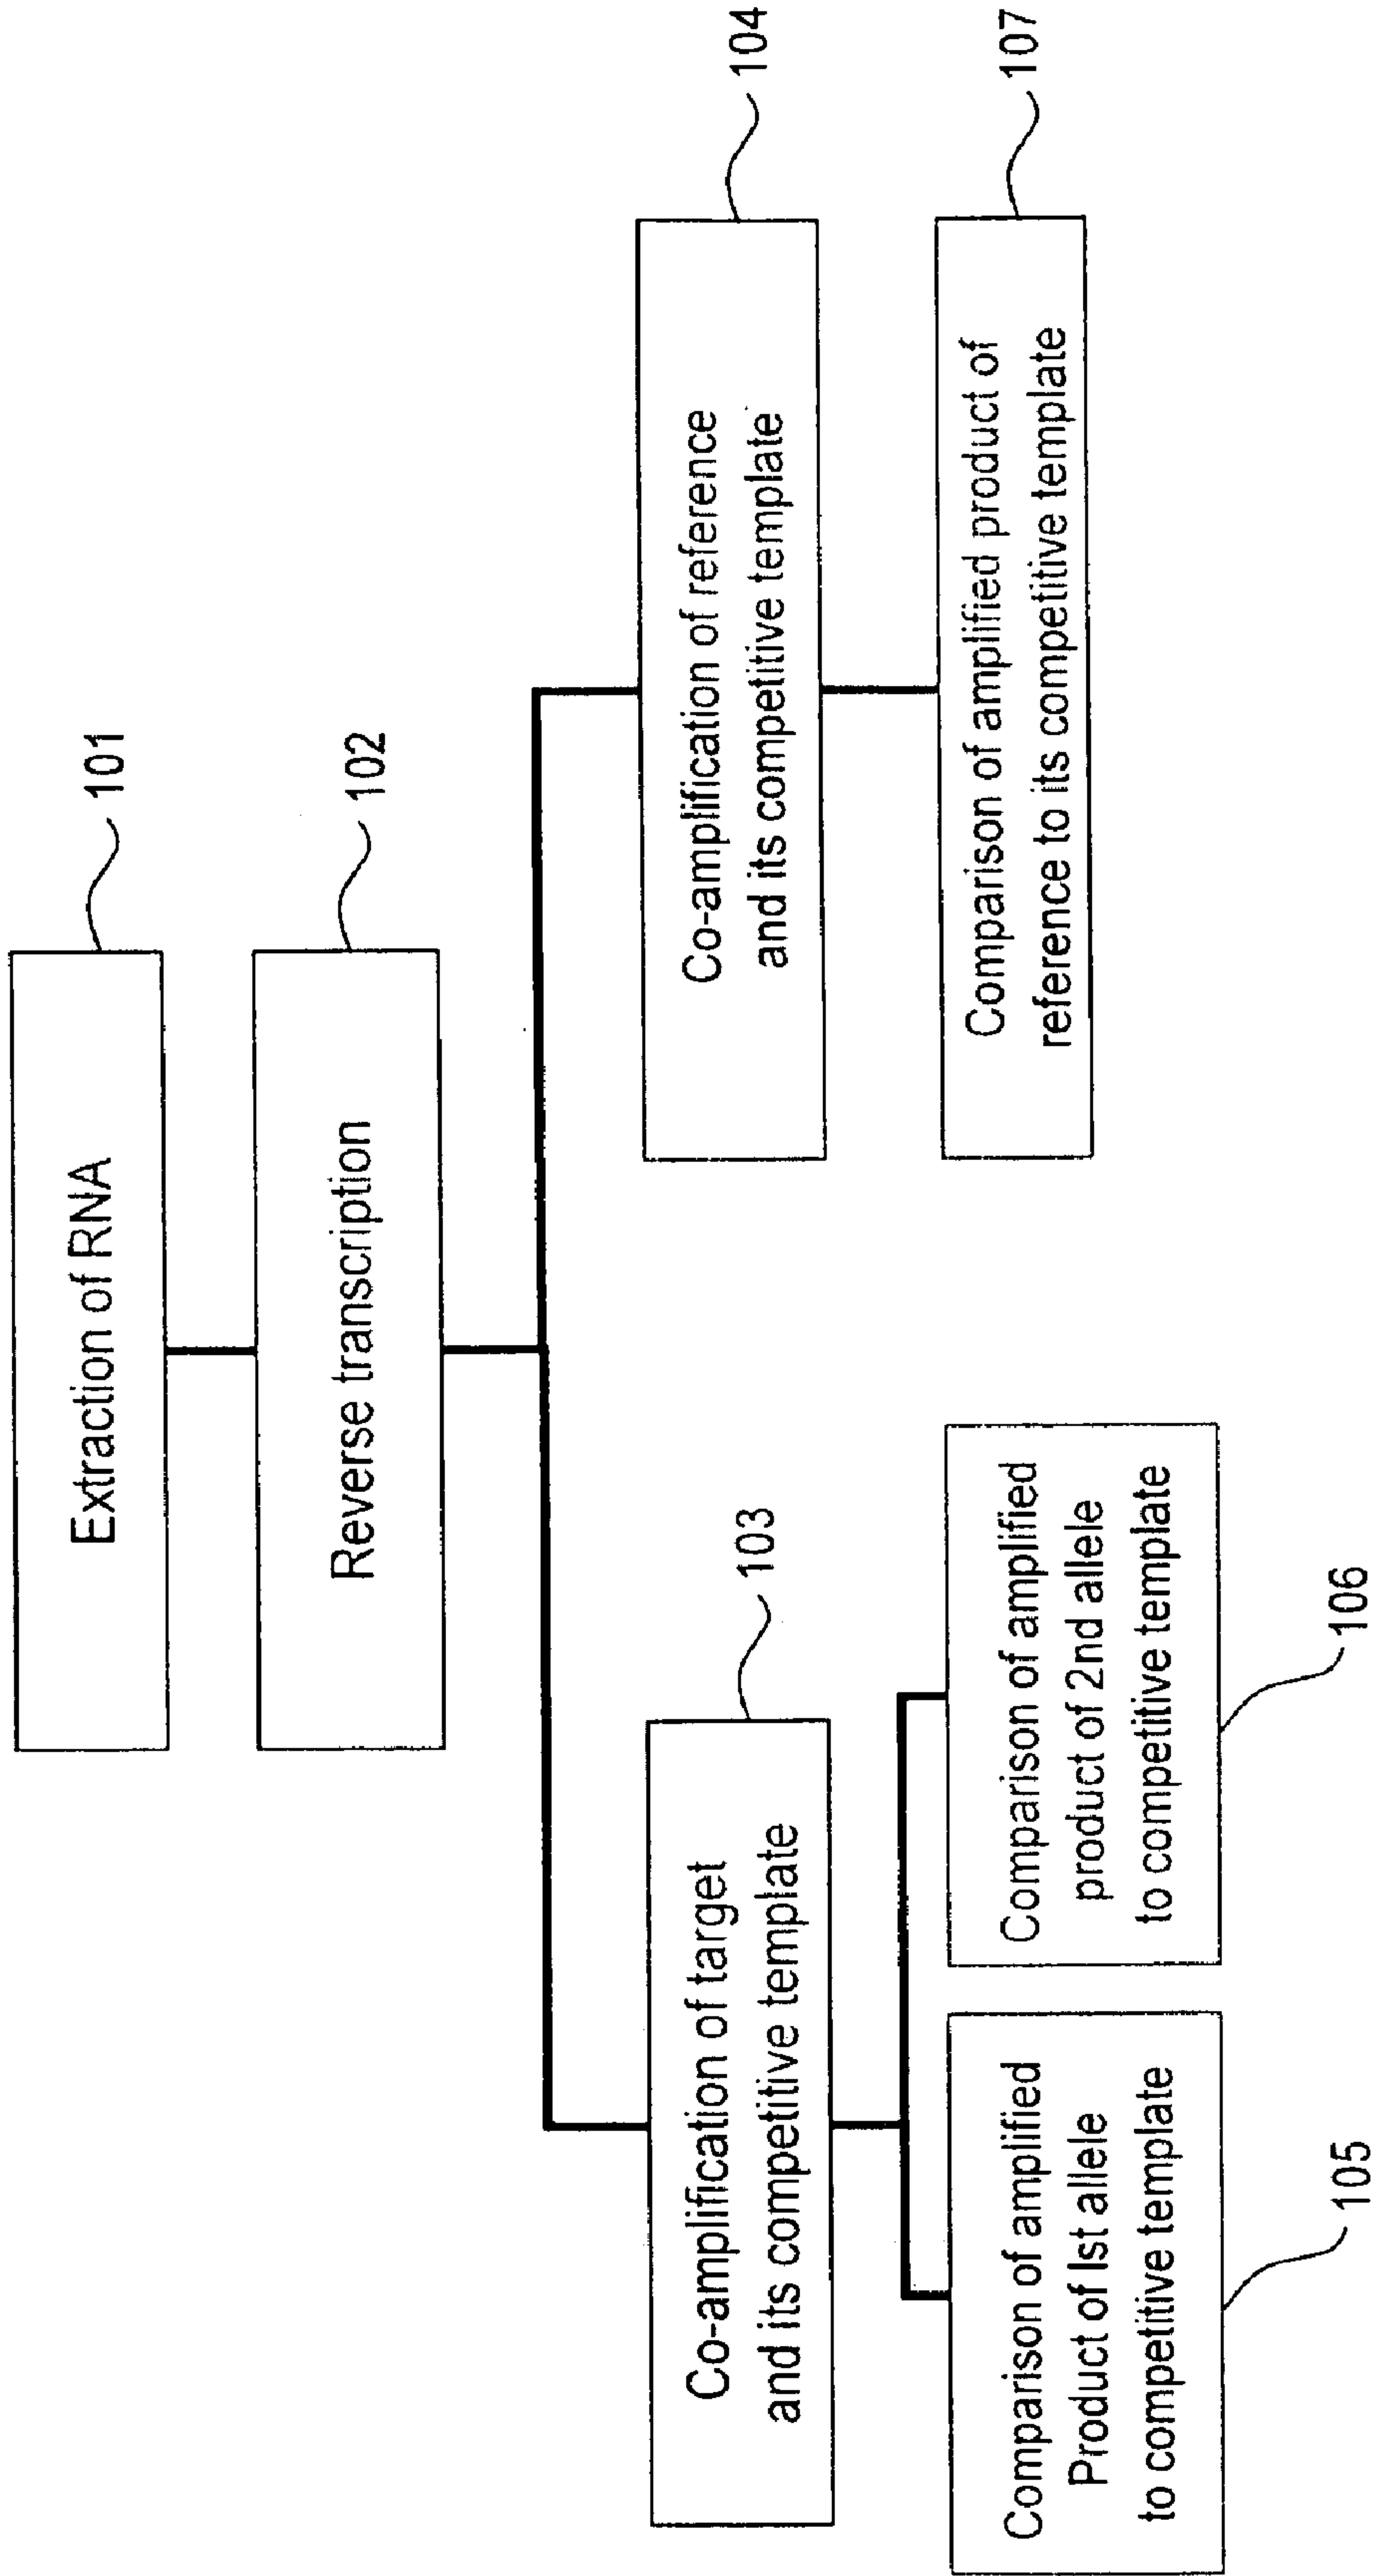 Extraction of RNA
101
Reverse transcription
102
Co-amplification of target
and its competitive template
103
Co-amplification of reference
and its competitive template
104
Comparison of amplified
Product of Ist allele
to competitive template
105
Comparison of amplified
product of 2nd allele
to competitive template
106
Comparison of amplified product of
reference to its competitive template
107